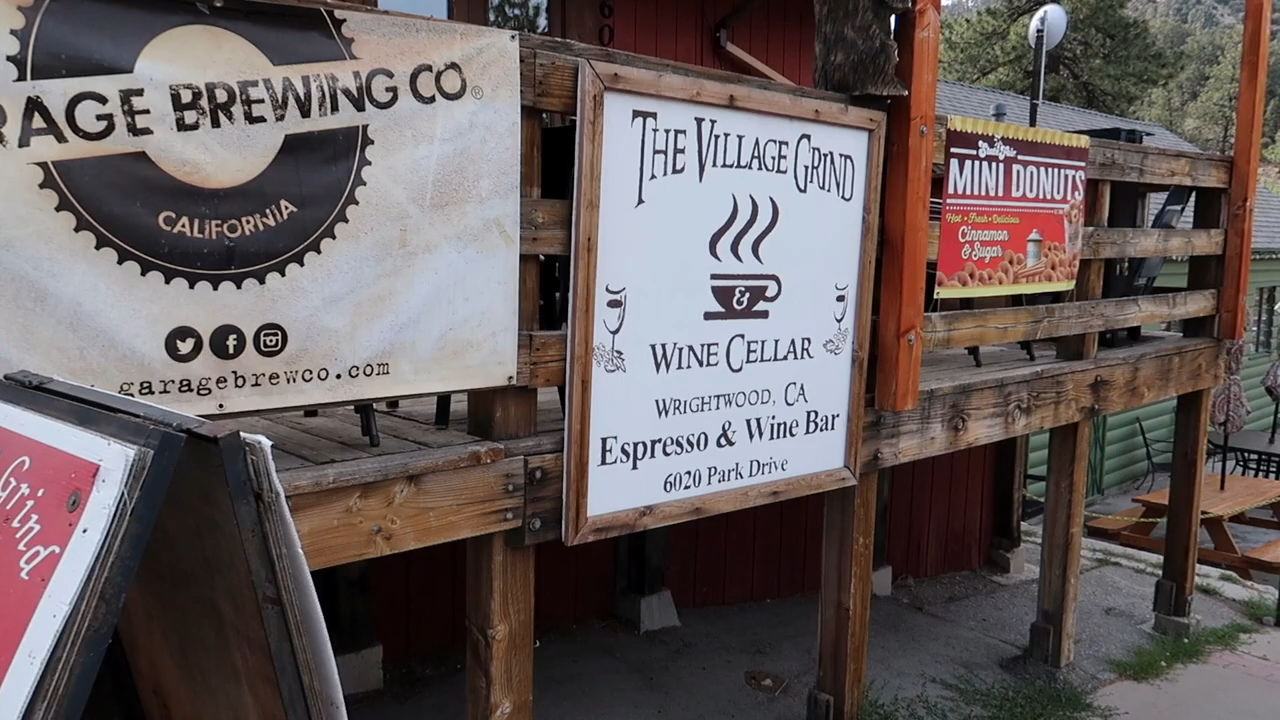 RAGE BREWING CO®
CALIFORNIA
garagebrewco.com
THE VILLAGE GRIND
&
WINE CELLAR
WRIGHTWOOD, CA
Espresso & Wine Bar
6020 Park Drive
MINI DONUTS
Hot • Fresh • Delicious
Cinnamon
& Sugar
Grind
60